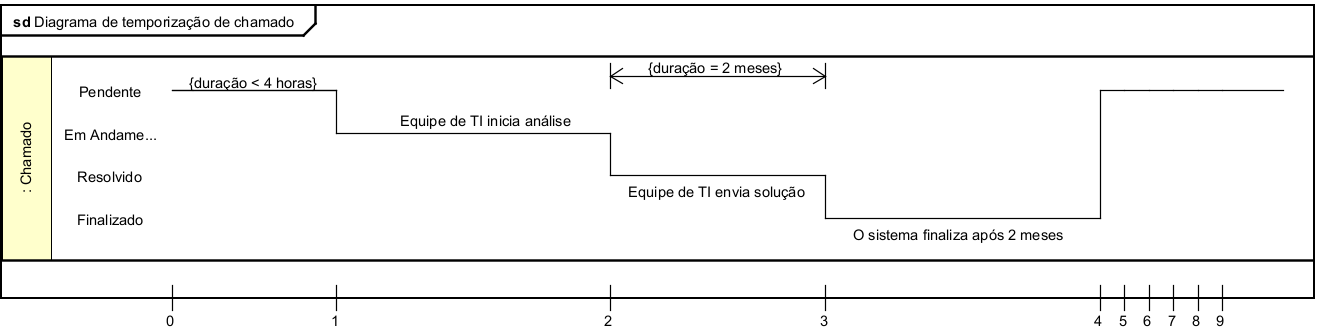 sd Diagrama de temporização de chamado
{duração = 2 meses}
{duração < 4 horas}
Pendente
Equipe de TI inicia análise
Em Andame...
: Chamado
Resolvido
Equipe de TI envia solução
Finalizado
O sistema finaliza após 2 meses
0 1 2 3 4 5 6 7 8 9